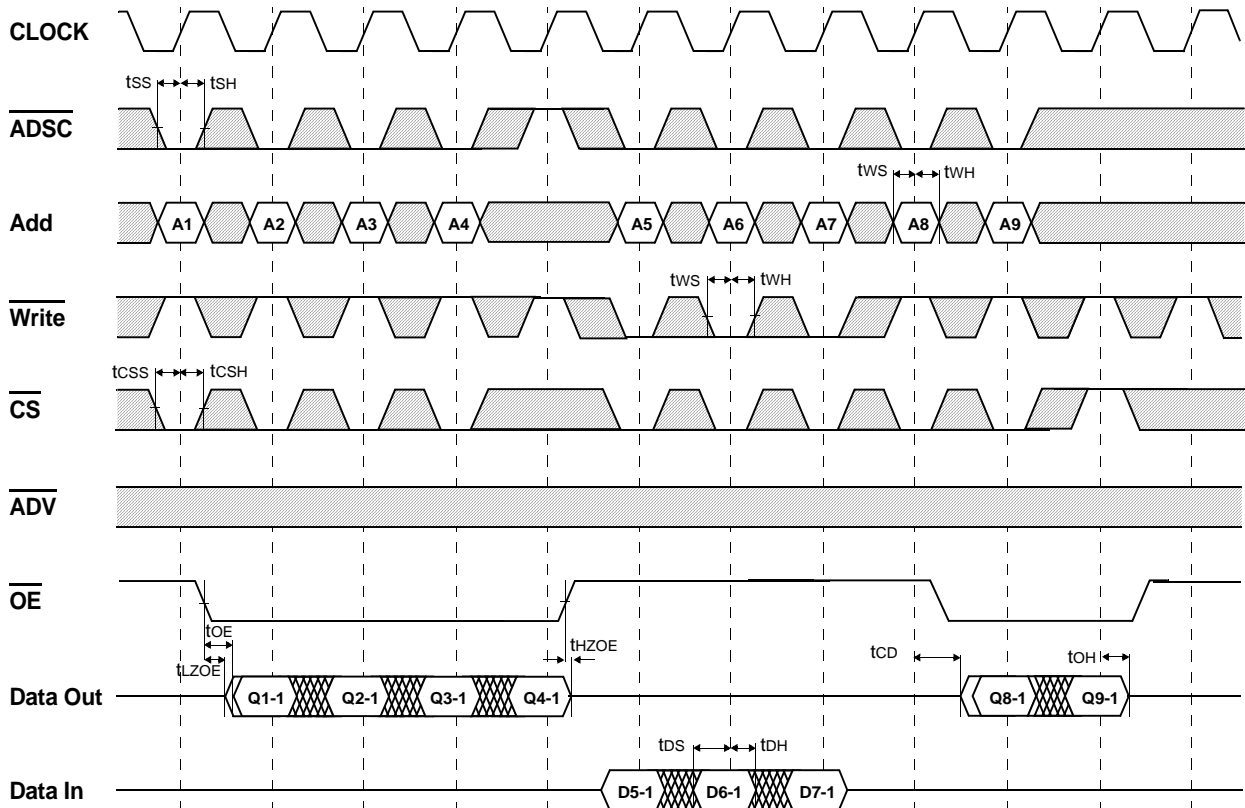 CLOCK
tSS tSH
ADSC
tWS tWH
Add A1 A2 A3 A4 A5 A6 A7 A8 A9
tWS tWH
Write
tCSS tCSH
CS
ADV
OE
tOE tHZOE
tLZOE tCD tOH
Data Out Q1-1 Q2-1 Q3-1 Q4-1 Q8-1 Q9-1
tDS tDH
Data In D5-1 D6-1 D7-1